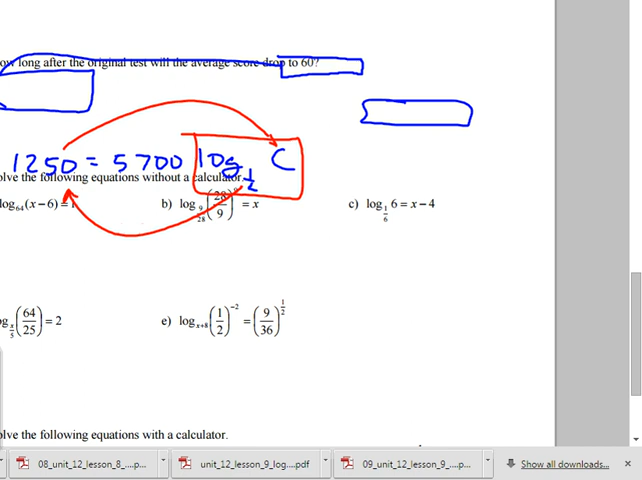 ow long after the original test will the average score drop to 60?
1250 = 5700 log 1/2 C
olve the following equations without a calculator.
log₆₄(x − 6) = 1 b) log 9/28 (28/9) = x c) log 1/6 6 = x − 4
g x/5 (64/25) = 2 e) log x+8 (1/2)^−2 = (9/36)^1/2
olve the following equations with a calculator.
08_unit_12_lesson_8_....p... unit_12_lesson_9_log....pdf 09_unit_12_lesson_9_....p... Show all downloads...